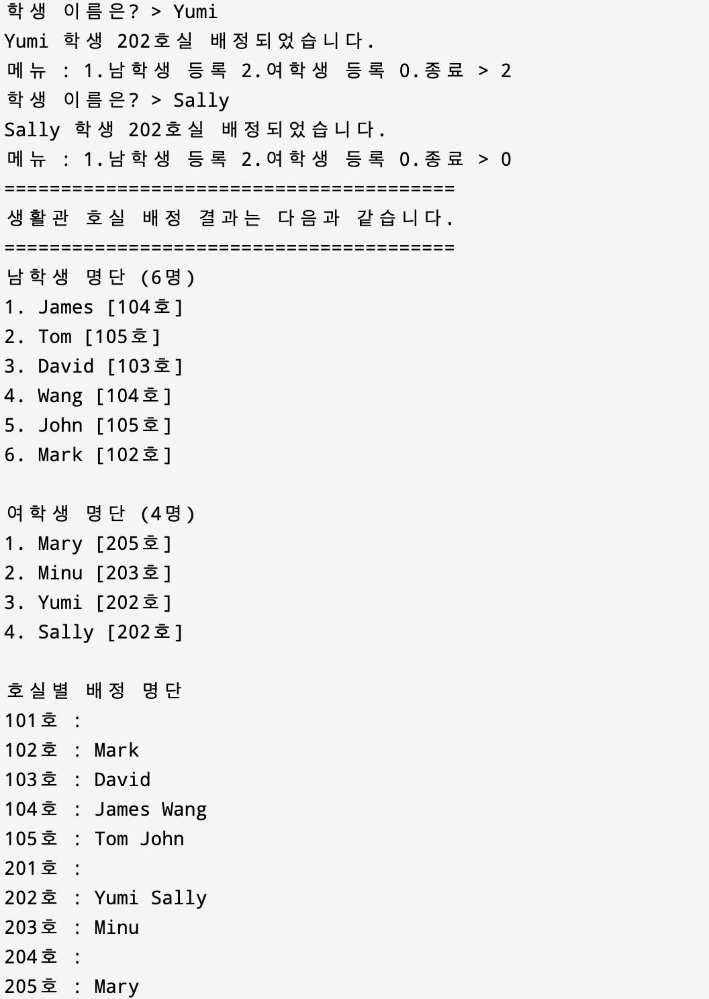 학생 이름은? > Yumi
Yumi 학생 202호실 배정되었습니다.
메뉴 : 1.남학생 등록 2.여학생 등록 0.종료 > 2
학생 이름은? > Sally
Sally 학생 202호실 배정되었습니다.
메뉴 : 1.남학생 등록 2.여학생 등록 0.종료 > 0
========================================
생활관 호실 배정 결과는 다음과 같습니다.
========================================
남학생 명단 (6명)
1. James [104호]
2. Tom [105호]
3. David [103호]
4. Wang [104호]
5. John [105호]
6. Mark [102호]

여학생 명단 (4명)
1. Mary [205호]
2. Minu [203호]
3. Yumi [202호]
4. Sally [202호]

호실별 배정 명단
101호 :
102호 : Mark
103호 : David
104호 : James Wang
105호 : Tom John
201호 :
202호 : Yumi Sally
203호 : Minu
204호 :
205호 : Mary